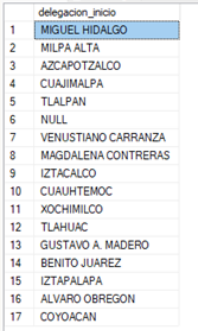 delegacion_inicio
1 MIGUEL HIDALGO
2 MILPA ALTA
3 AZCAPOTZALCO
4 CUAJIMALPA
5 TLALPAN
6 NULL
7 VENUSTIANO CARRANZA
8 MAGDALENA CONTRERAS
9 IZTACALCO
10 CUAUHTEMOC
11 XOCHIMILCO
12 TLAHUAC
13 GUSTAVO A. MADERO
14 BENITO JUAREZ
15 IZTAPALAPA
16 ALVARO OBREGON
17 COYOACAN